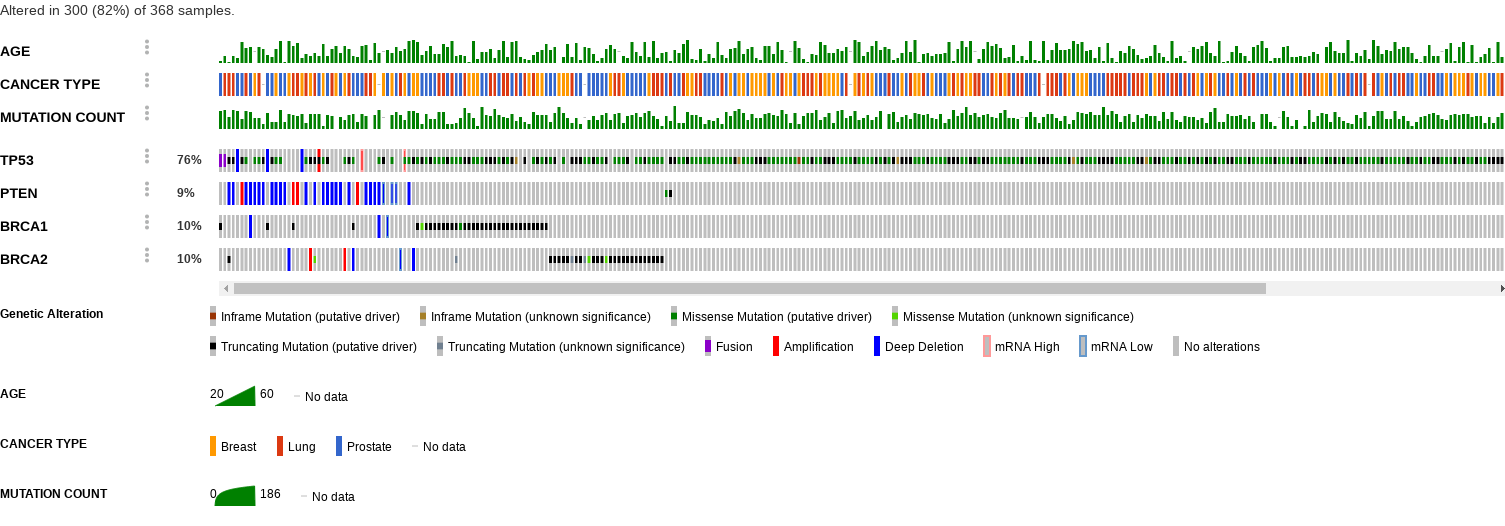 Altered in 300 (82%) of 368 samples.
AGE
CANCER TYPE
MUTATION COUNT
TP53 76%
PTEN 9%
BRCA1 10%
BRCA2 10%
Genetic Alteration Inframe Mutation (putative driver) Inframe Mutation (unknown significance) Missense Mutation (putative driver) Missense Mutation (unknown significance)
Truncating Mutation (putative driver) Truncating Mutation (unknown significance) Fusion Amplification Deep Deletion mRNA High mRNA Low No alterations
AGE 20 60 No data
CANCER TYPE Breast Lung Prostate No data
MUTATION COUNT 0 186 No data